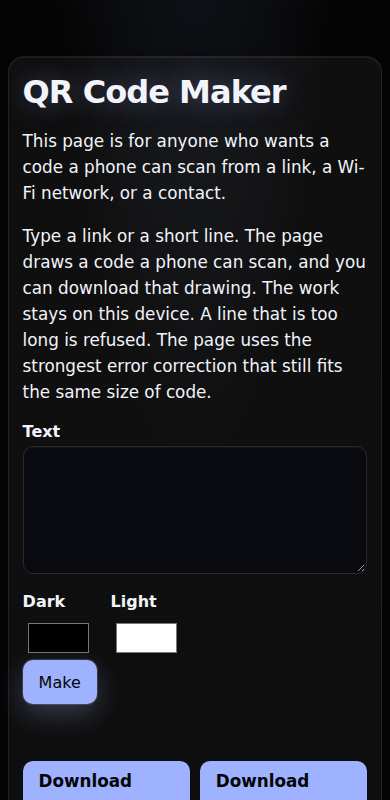 QR Code Maker
This page is for anyone who wants a
code a phone can scan from a link, a Wi-
Fi network, or a contact.
Type a link or a short line. The page
draws a code a phone can scan, and you
can download that drawing. The work
stays on this device. A line that is too
long is refused. The page uses the
strongest error correction that still fits
the same size of code.
Text
Dark Light
Make
Download Download